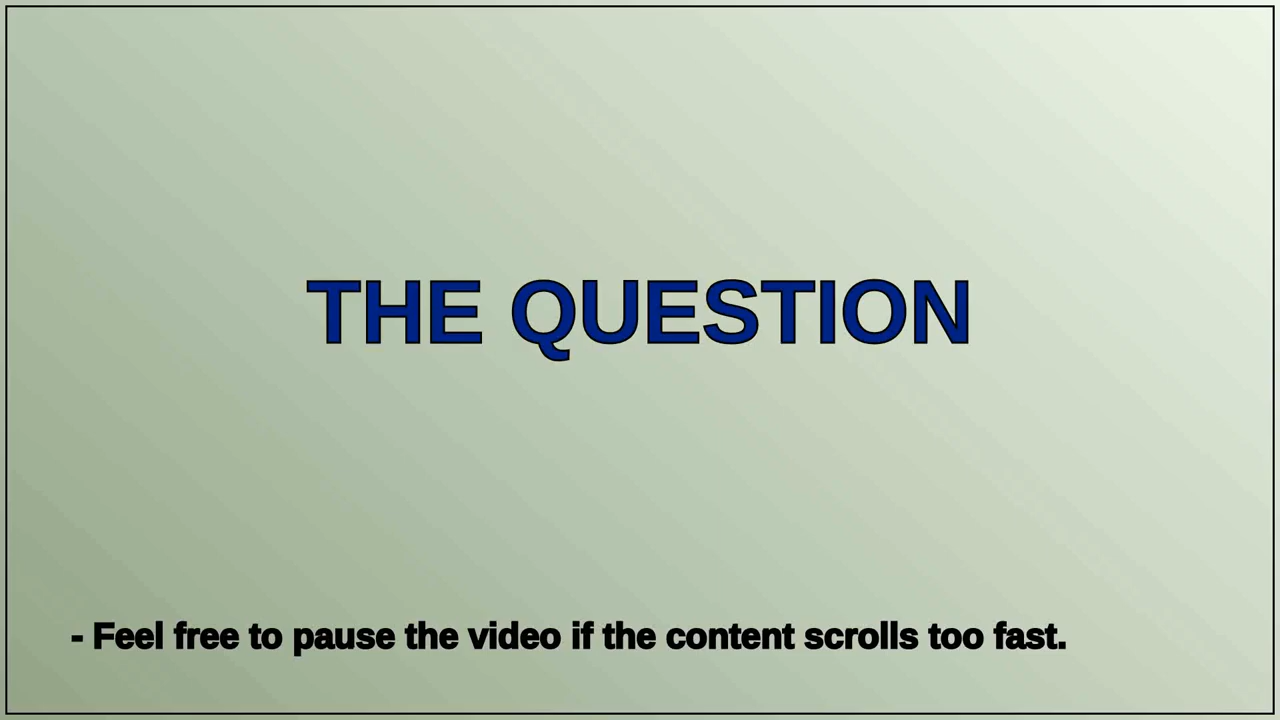 THE QUESTION
- Feel free to pause the video if the content scrolls too fast.